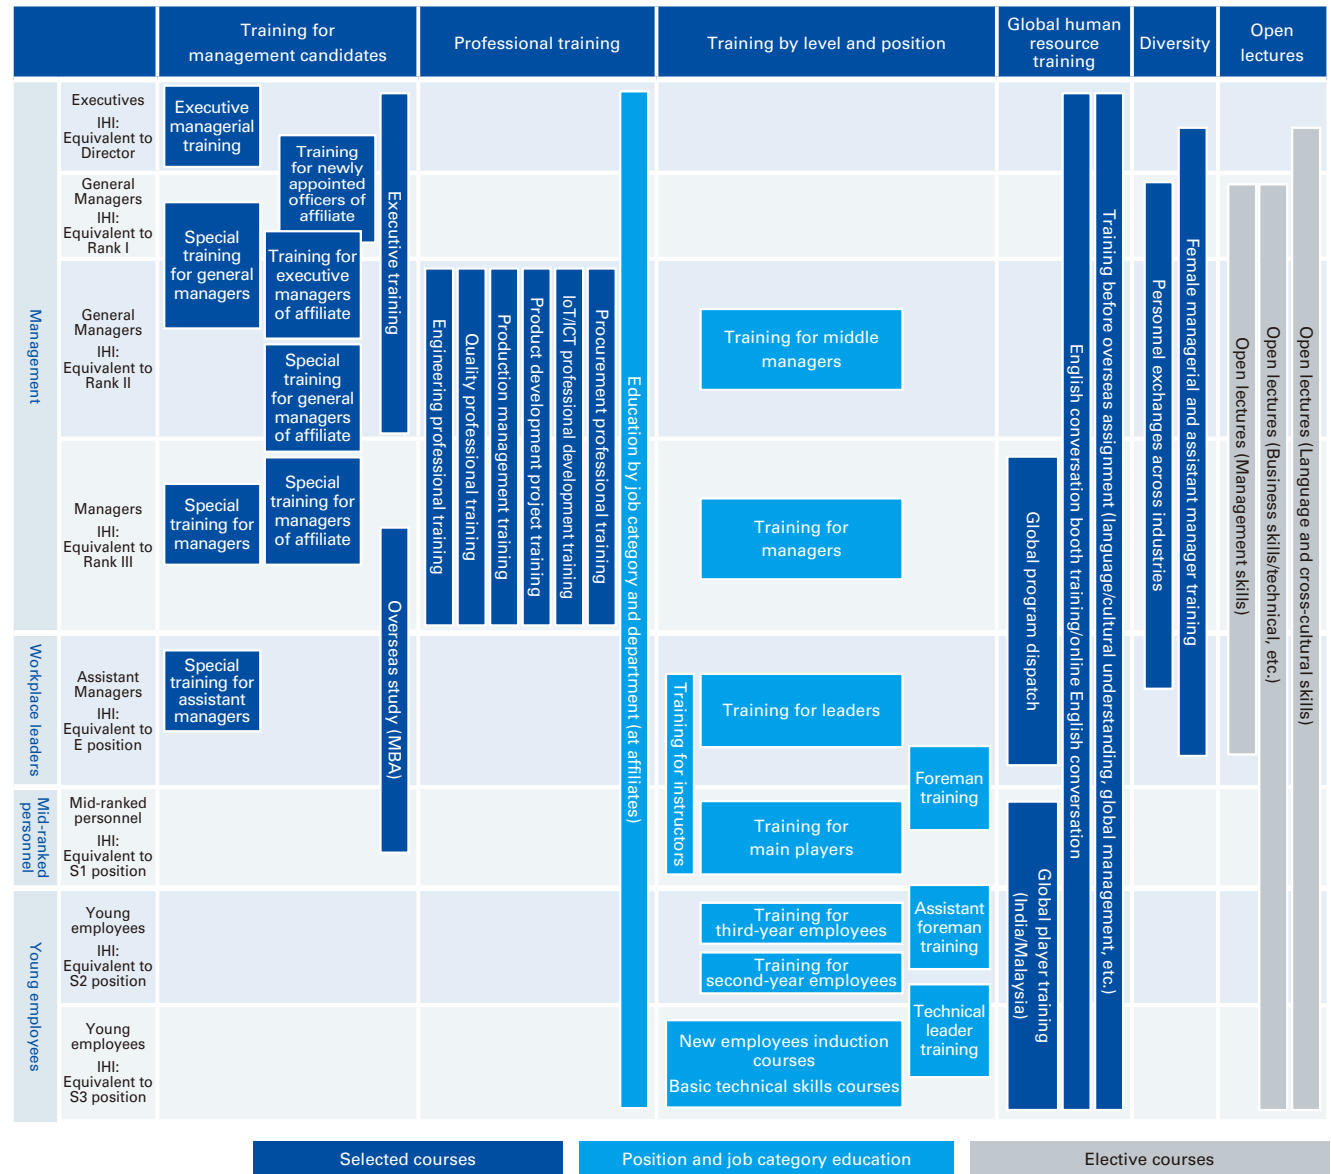 Training for
management candidates
Professional training
Training by level and position
Global human
resource
training
Diversity
Open
lectures
Management
Executives
IHI:
Equivalent to
Director
General
Managers
IHI:
Equivalent to
Rank I
General
Managers
IHI:
Equivalent to
Rank II
Managers
IHI:
Equivalent to
Rank III
Workplace leaders
Assistant
Managers
IHI:
Equivalent to
E position
Mid-ranked
personnel
Mid-ranked
personnel
IHI:
Equivalent to
S1 position
Young employees
Young
employees
IHI:
Equivalent to
S2 position
Young
employees
IHI:
Equivalent to
S3 position
Executive
managerial
training
Training
for newly
appointed
officers of
affiliate
Executive training
Special
training
for general
managers
Training for
executive
managers
of affiliate
Special
training
for general
managers
of affiliate
Special
training for
managers
Special
training for
managers
of affiliate
Overseas study (MBA)
Special
training for
assistant
managers
Engineering professional training
Quality professional training
Production management training
Product development project training
IoT/ICT professional development training
Procurement professional training
Education by job category and department (at affiliates)
Training for middle
managers
Training for
managers
Training for instructors
Training for leaders
Foreman
training
Training for
main players
Training for
third-year employees
Assistant
foreman
training
Training for
second-year employees
Technical
leader
training
New employees induction
courses
Basic technical skills courses
Global program dispatch
Global player training
(India/Malaysia)
English conversation booth training/online English conversation
Training before overseas assignment (language/cultural understanding, global management, etc.)
Personnel exchanges across industries
Female managerial and assistant manager training
Open lectures (Management skills)
Open lectures (Business skills/technical, etc.)
Open lectures (Language and cross-cultural skills)
Selected courses
Position and job category education
Elective courses